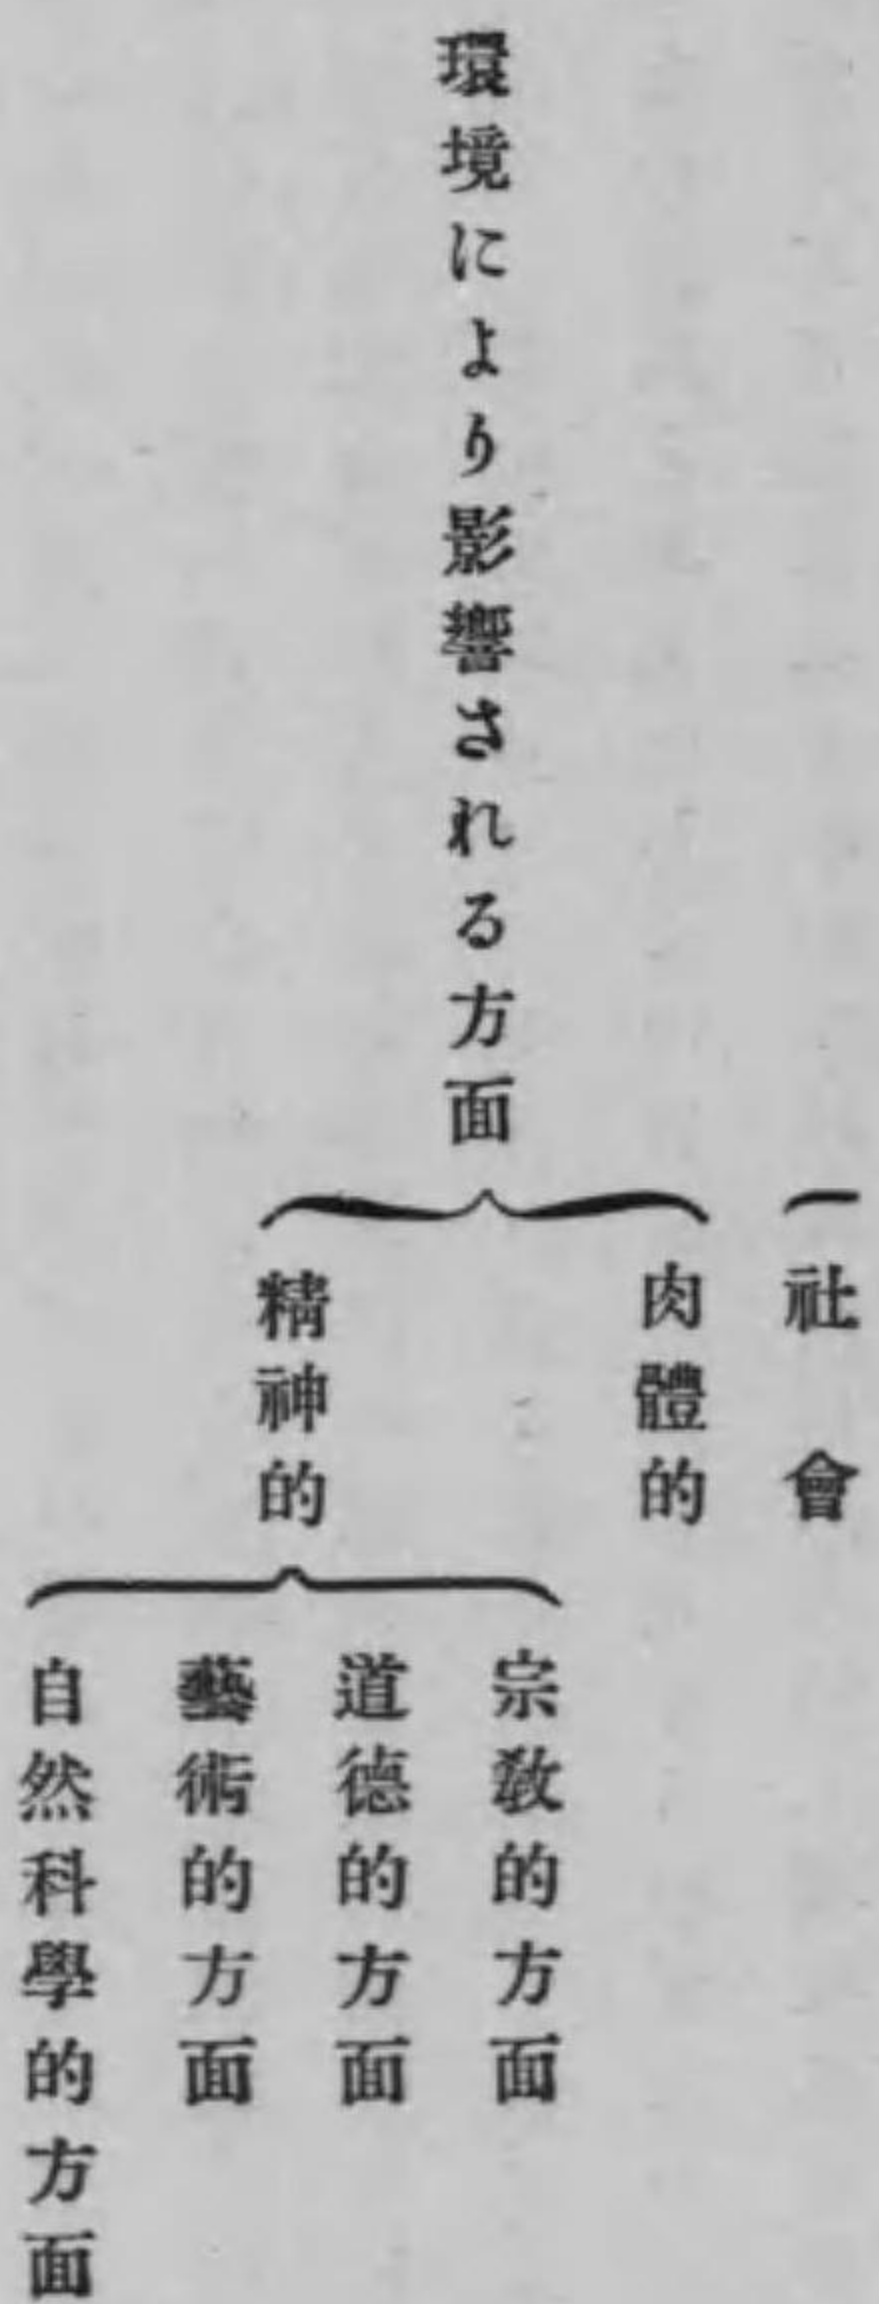 社會
環境により影響される方面
肉體的
精神的
宗敎的方面
道德的方面
藝術的方面
自然科學的方面